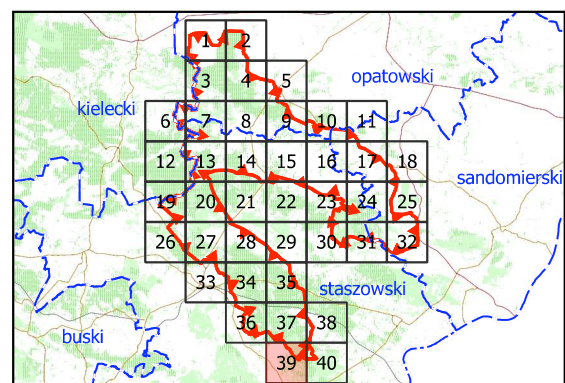 1 2
3 4 5
opatowski
kielecki
6 7 8 9 10 11
12 13 14 15 16 17 18
sandomierski
19 20 21 22 23 24 25
26 27 28 29 30 31 32
33 34 35
staszowski
36 37 38
buski
39 40